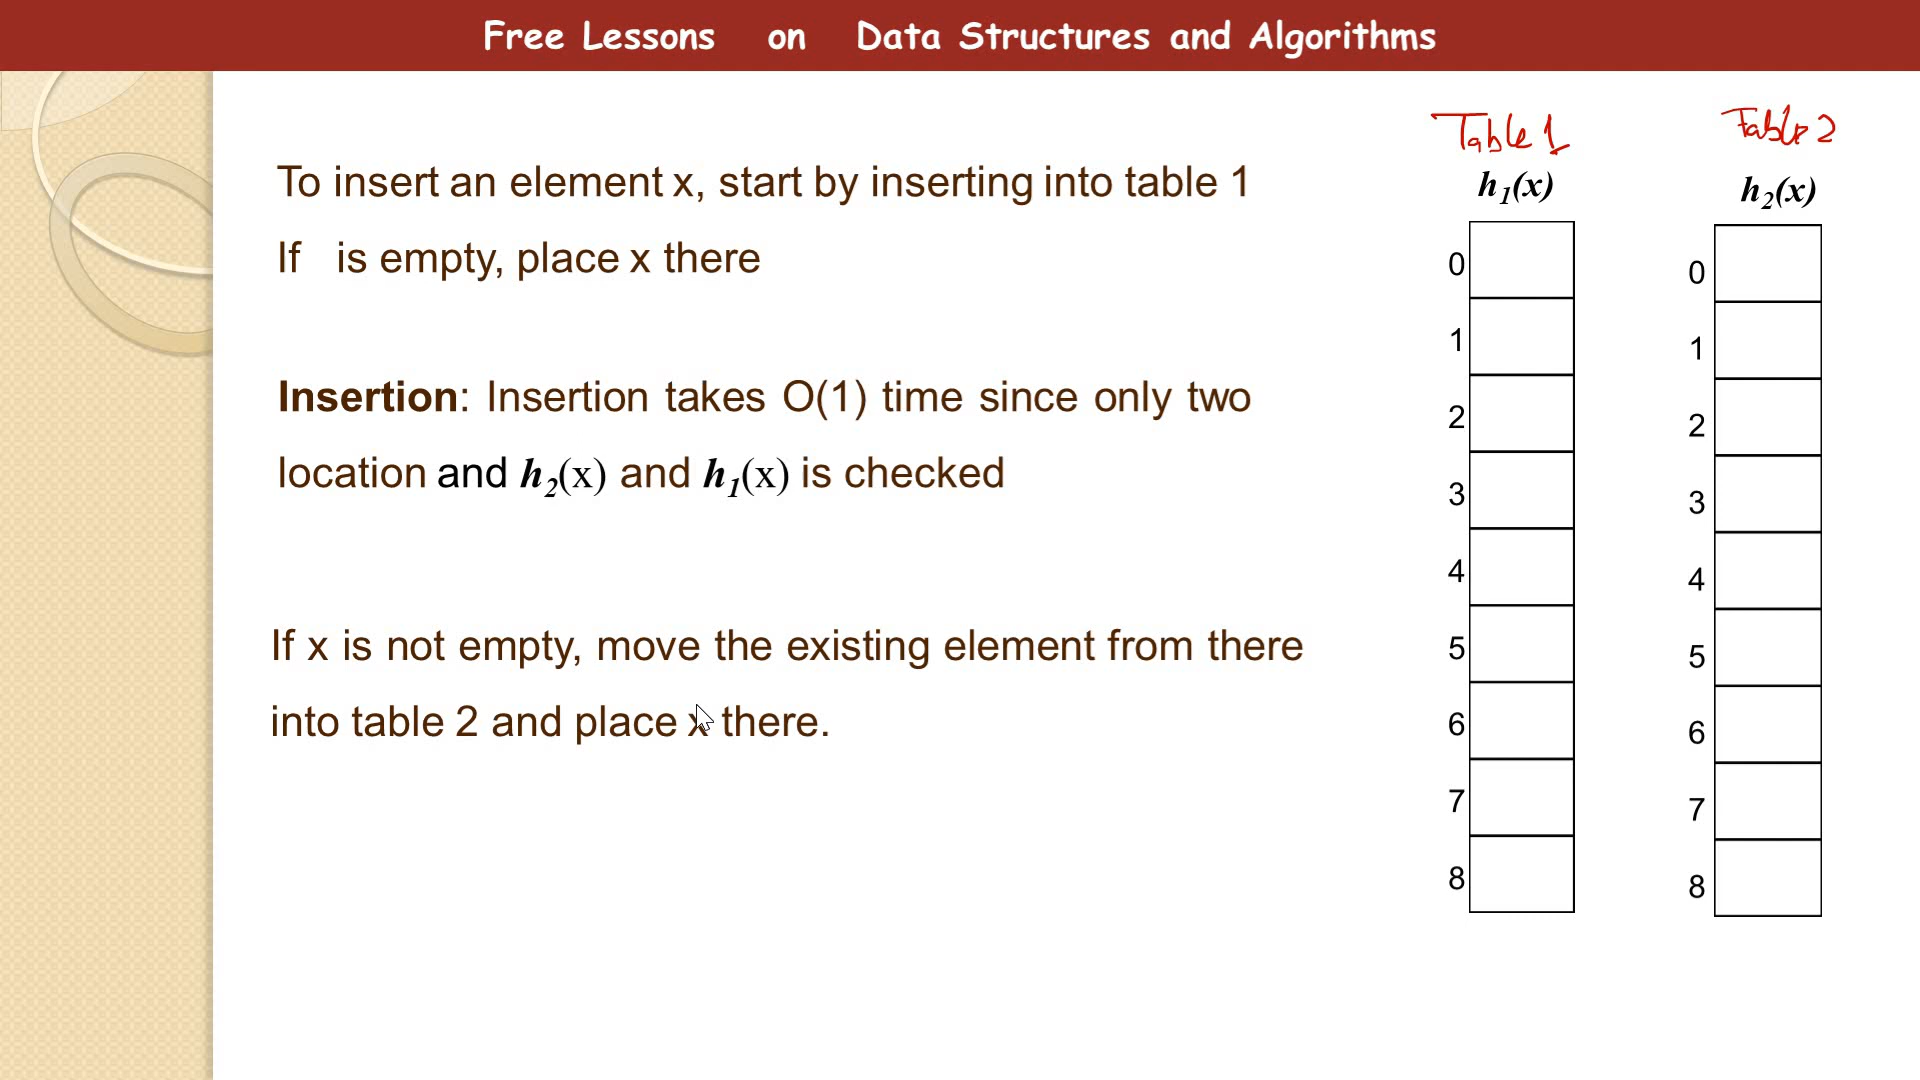 Free Lessons on Data Structures and Algorithms
To insert an element x, start by inserting into table 1
If is empty, place x there
Insertion: Insertion takes O(1) time since only two
location and h2(x) and h1(x) is checked
If x is not empty, move the existing element from there
into table 2 and place x there.
Table 1
h1(x)
0
1
2
3
4
5
6
7
8
Table 2
h2(x)
0
1
2
3
4
5
6
7
8